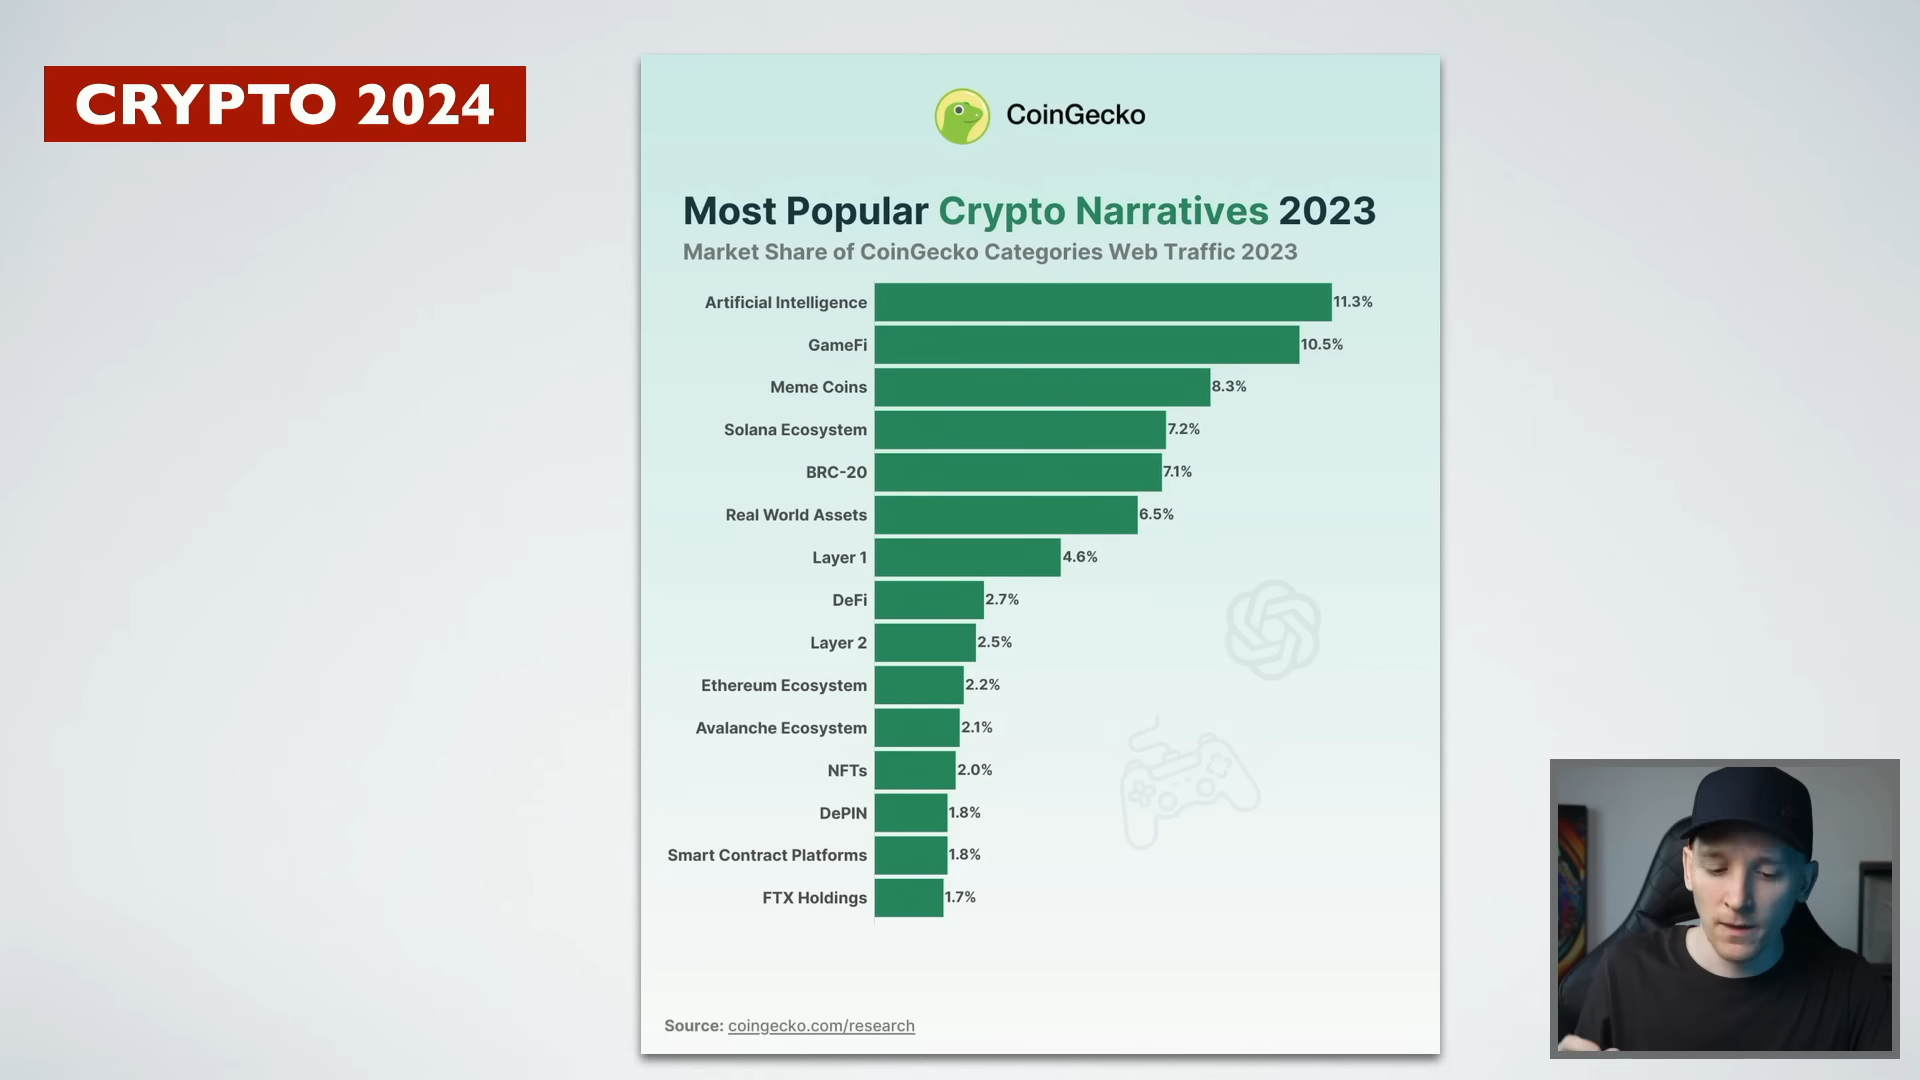 CRYPTO 2024
CoinGecko
Most Popular Crypto Narratives 2023
Market Share of CoinGecko Categories Web Traffic 2023
Artificial Intelligence 11.3%
GameFi 10.5%
Meme Coins 8.3%
Solana Ecosystem 7.2%
BRC-20 7.1%
Real World Assets 6.5%
Layer 1 4.6%
DeFi 2.7%
Layer 2 2.5%
Ethereum Ecosystem 2.2%
Avalanche Ecosystem 2.1%
NFTs 2.0%
DePIN 1.8%
Smart Contract Platforms 1.8%
FTX Holdings 1.7%
Source: coingecko.com/research